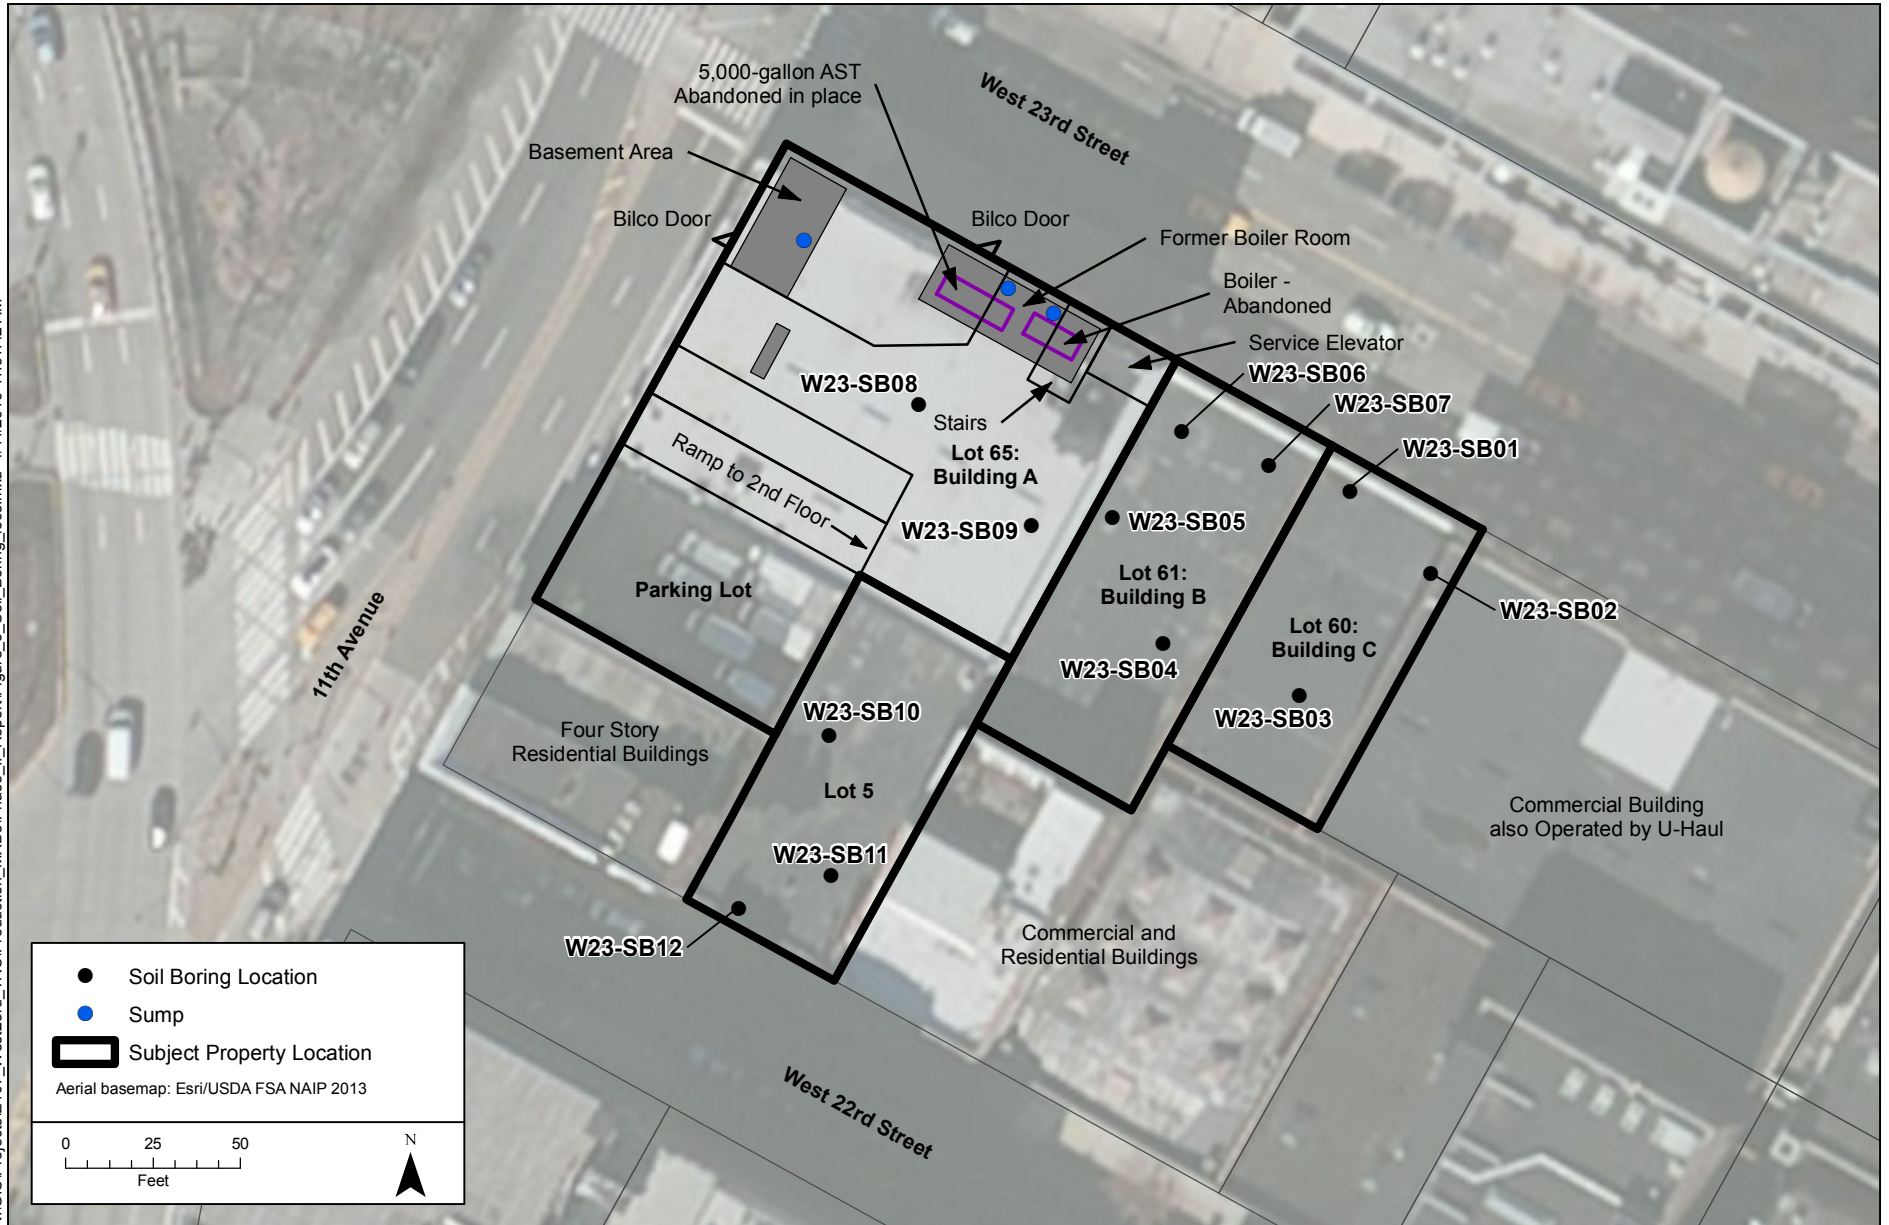 5,000-gallon AST
Abandoned in place
West 23rd Street
Basement Area
Bilco Door
Bilco Door
Former Boiler Room
Boiler -
Abandoned
Service Elevator
W23-SB06
W23-SB08
W23-SB07
Stairs
Lot 65:
Building A
W23-SB01
Ramp to 2nd Floor
W23-SB09
W23-SB05
Lot 61:
Building B
Parking Lot
W23-SB02
Lot 60:
Building C
11th Avenue
W23-SB04
W23-SB10
W23-SB03
Four Story
Residential Buildings
Lot 5
Commercial Building
also Operated by U-Haul
W23-SB11
W23-SB12
Commercial and
Residential Buildings
West 22rd Street
Soil Boring Location
Sump
Subject Property Location
Aerial basemap: Esri/USDA FSA NAIP 2013
0 25 50
Feet
N